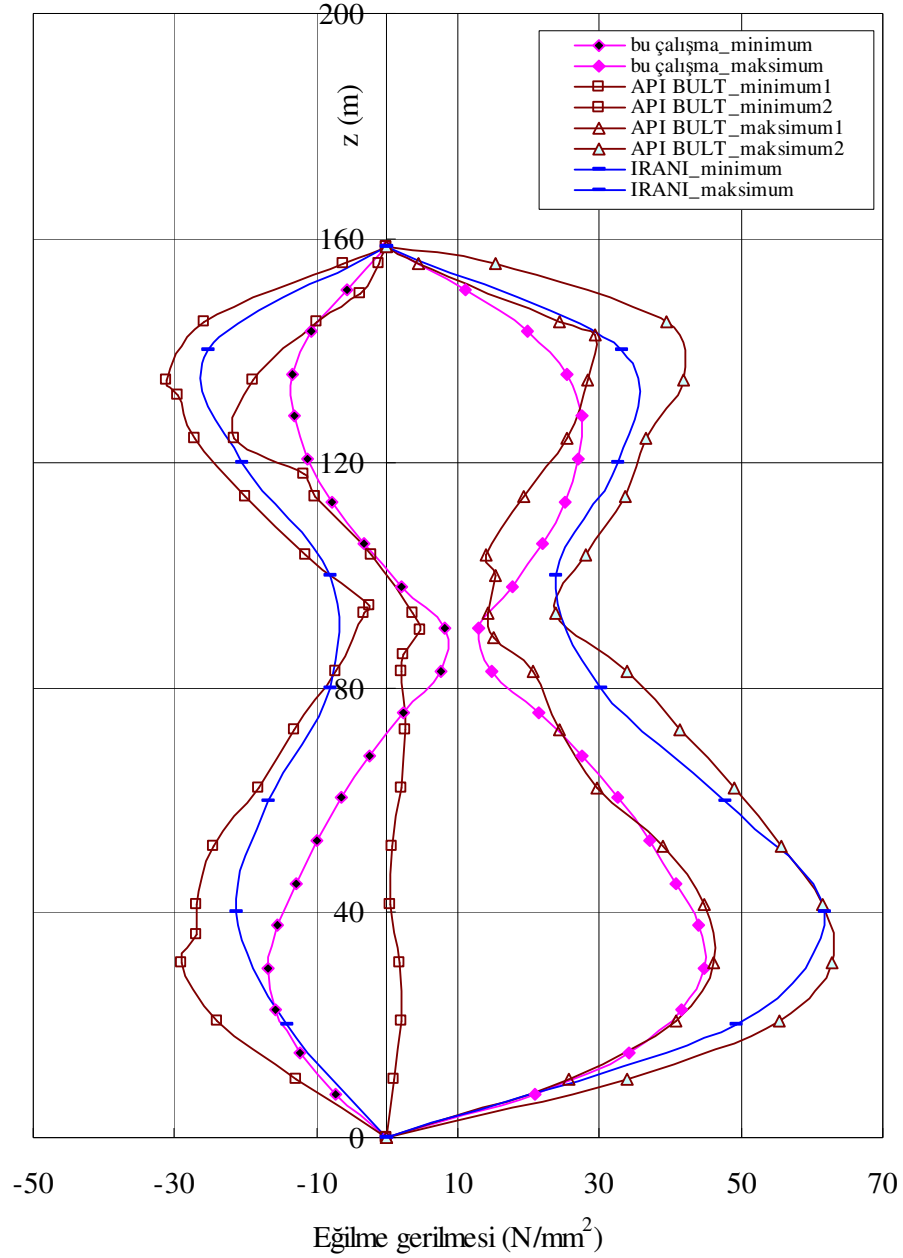 200
160
120
80
40
0
z (m)
bu çalışma_minimum
bu çalışma_maksimum
API BULT_minimum1
API BULT_minimum2
API BULT_maksimum1
API BULT_maksimum2
IRANI_minimum
IRANI_maksimum
-50 -30 -10 10 30 50 70
Eğilme gerilmesi (N/mm²)